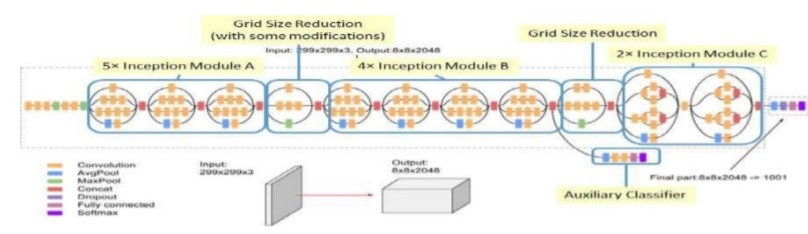 Grid Size Reduction
(with some modifications)
Grid Size Reduction
Input: 299x299x3, Output:8x8x2048
5× Inception Module A
4× Inception Module B
2× Inception Module C
Convolution
AvgPool
MaxPool
Concat
Dropout
Fully connected
Softmax
Input:
299x299x3
Output:
8x8x2048
Auxiliary Classifier
Final part:8x8x2048 -> 1001